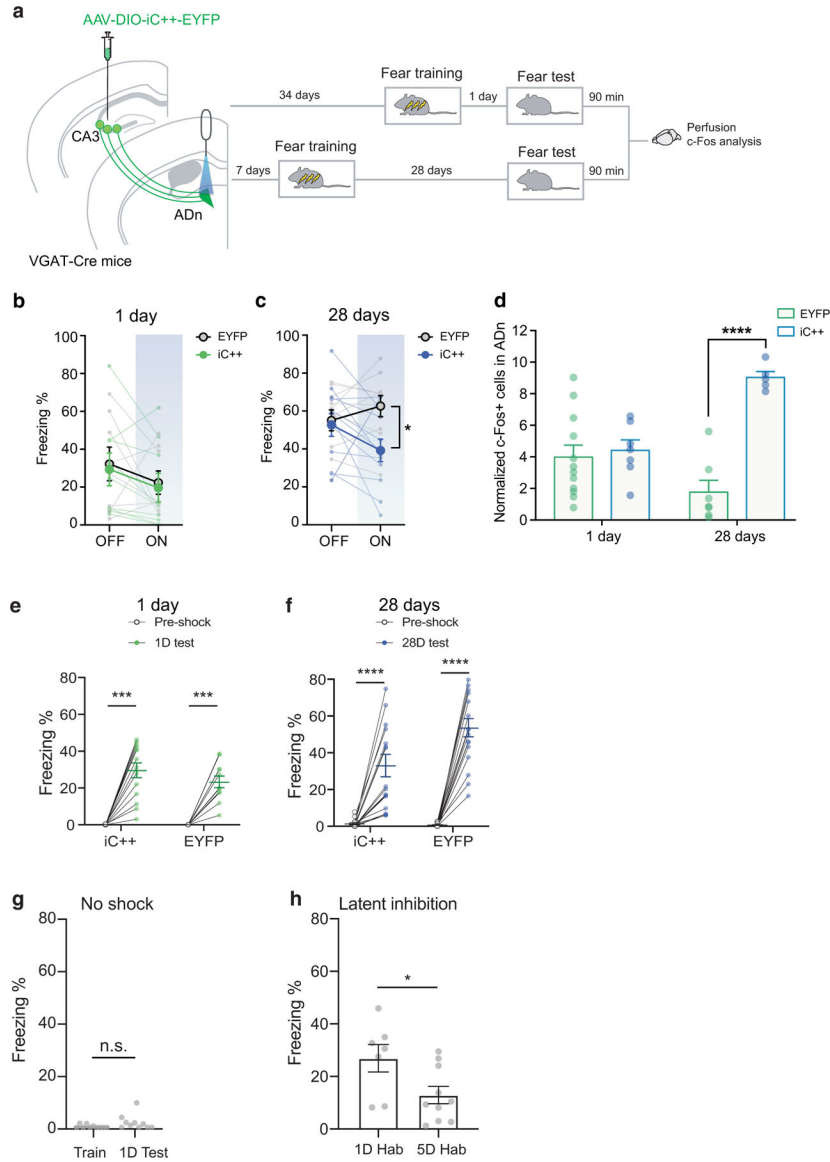 a
AAV-DIO-iC++-EYFP
CA3
ADn
VGAT-Cre mice
34 days
Fear training
1 day
Fear test
90 min
7 days
Fear training
28 days
Fear test
90 min
Perfusion
c-Fos analysis
b
1 day
EYFP
iC++
Freezing %
100
80
60
40
20
0
OFF ON
c
28 days
EYFP
iC++
Freezing %
100
80
60
40
20
0
*
OFF ON
d
EYFP
iC++
Normalized c-Fos+ cells in ADn
12
10
8
6
4
2
0
****
1 day 28 days
e
1 day
Pre-shock
1D test
Freezing %
80
60
40
20
0
*** ***
iC++ EYFP
f
28 days
Pre-shock
28D test
Freezing %
80
60
40
20
0
**** ****
iC++ EYFP
g
No shock
Freezing %
80
60
40
20
0
n.s.
Train 1D Test
h
Latent inhibition
Freezing %
80
60
40
20
0
*
1D Hab 5D Hab